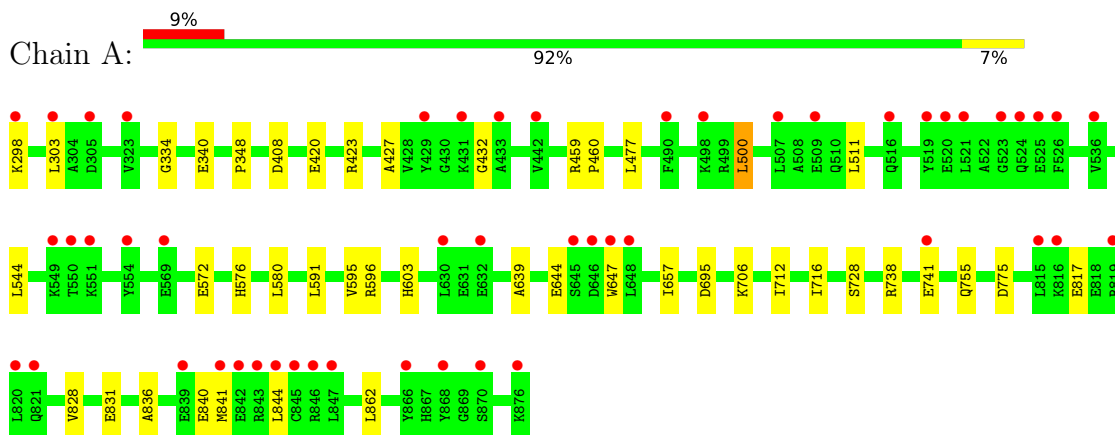 9%
Chain A:
92% 7%
K298 L303 A304 D305 V323 G334 E340 P348 D408 E420 R423 A427 V428 Y429 G430 K431 G432 A433 V442 R459 P460 L477 F490 K498 R499 L500 L507 A508 E509 Q510 L511 Q516 Y519 E520 L521 A522 G523 Q524 E525 F526 V536
L544 K549 T550 K551 Y554 E569 E572 H576 L580 L591 V595 R596 H603 L630 E631 E632 A639 E644 S645 D646 W647 L648 I657 D695 K706 I712 I716 S728 R738 E741 Q755 D775 L815 K816 E817 E818
L820 Q821 V828 E831 A836 E839 E840 M841 E842 R843 L844 C845 R846 L847 L862 Y866 H867 Y868 G869 S870 K876